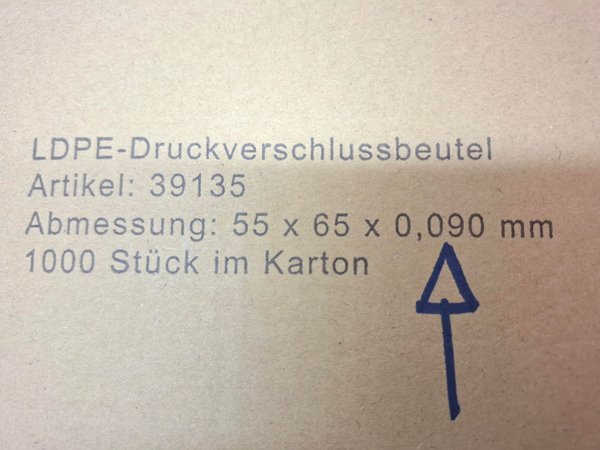 LDPE-Druckverschlussbeutel
Artikel: 39135
Abmessung: 55 x 65 x 0,090 mm
1000 Stück im Karton